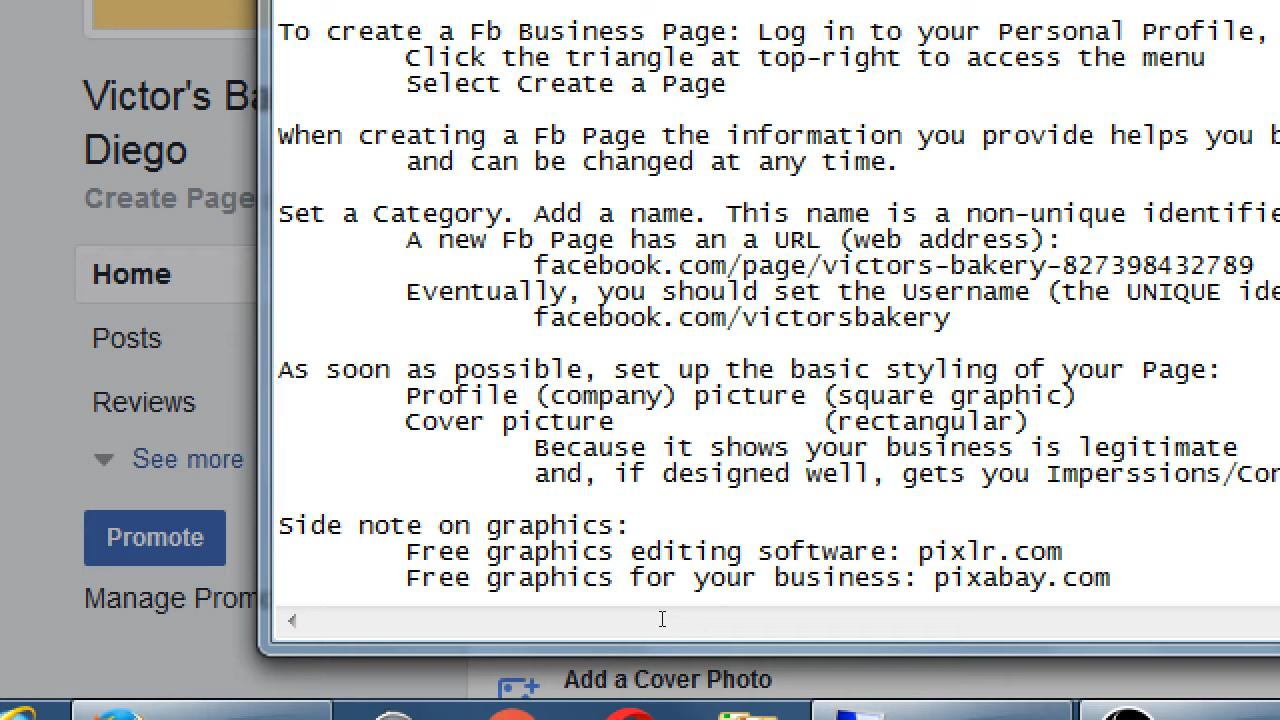 To create a Fb Business Page: Log in to your Personal Profile,
Click the triangle at top-right to access the menu
Select Create a Page
When creating a Fb Page the information you provide helps you
and can be changed at any time.
Set a Category. Add a name. This name is a non-unique
A new Fb Page has an a URL (web address):
facebook.com/page/victors-bakery-827398432789
Eventually, you should set the Username (the UNIQUE
facebook.com/victorsbakery
As soon as possible, set up the basic styling of your Page:
Profile (company) picture (square graphic)
Cover picture (rectangular)
Because it shows your business is legitimate
and, if designed well, gets you Imperssions/
Side note on graphics:
Free graphics editing software: pixlr.com
Free graphics for your business: pixabay.com
Victor's
Diego
Create Page
Home
Posts
Reviews
See more
Promote
Manage
Add a Cover Photo